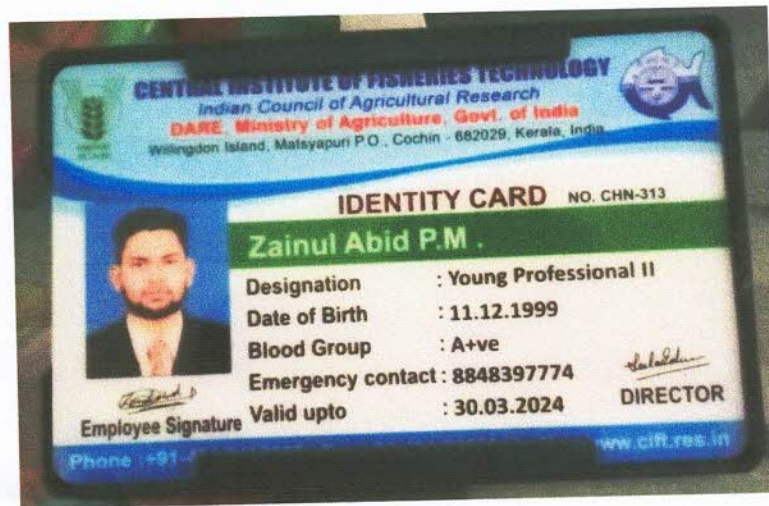 CENTRAL INSTITUTE OF FISHERIES TECHNOLOGY
Indian Council of Agricultural Research
DARE, Ministry of Agriculture, Govt. of India
Willingdon Island, Matsyapuri P.O., Cochin - 682029, Kerala, India
IDENTITY CARD NO. CHN-313
Zainul Abid P.M .
Designation : Young Professional II
Date of Birth : 11.12.1999
Blood Group : A+ve
Emergency contact : 8848397774
Valid upto : 30.03.2024
Employee Signature
DIRECTOR
Phone :+91-
www.cift.res.in